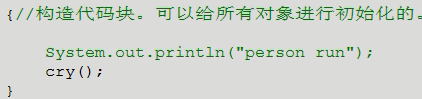 {//构造代码块。可以给所有对象进行初始化的。
System.out.println("person run");
cry();
}